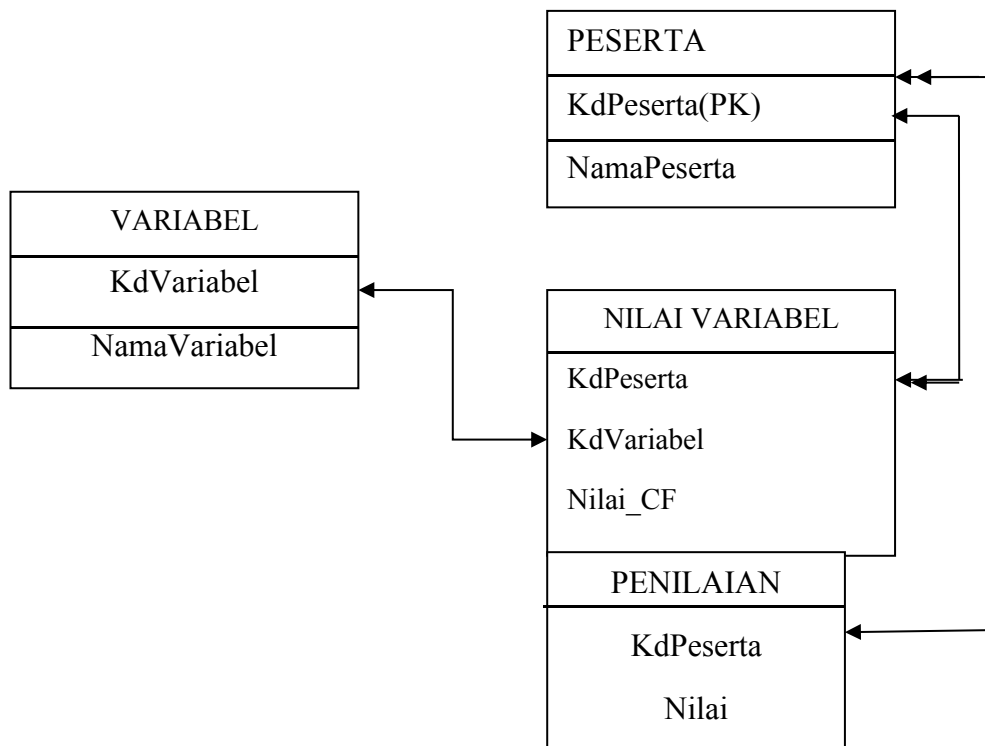 PESERTA
KdPeserta(PK)
NamaPeserta
VARIABEL
KdVariabel
NamaVariabel
NILAI VARIABEL
KdPeserta
KdVariabel
Nilai_CF
PENILAIAN
KdPeserta
Nilai